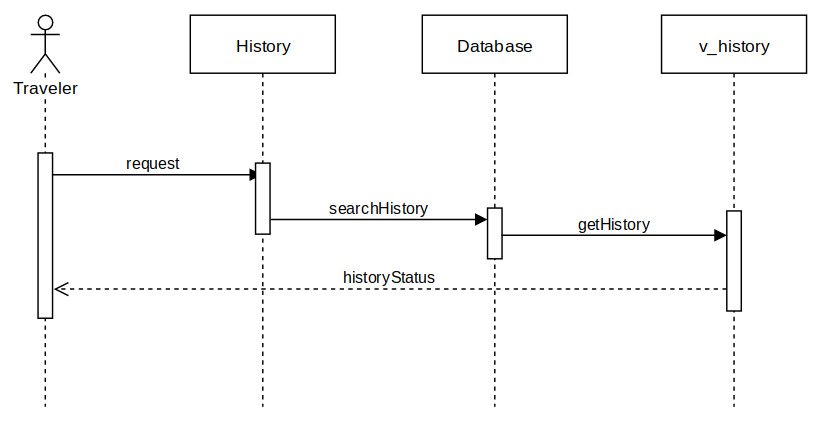 History
Database
v_history
Traveler
request
searchHistory
getHistory
historyStatus